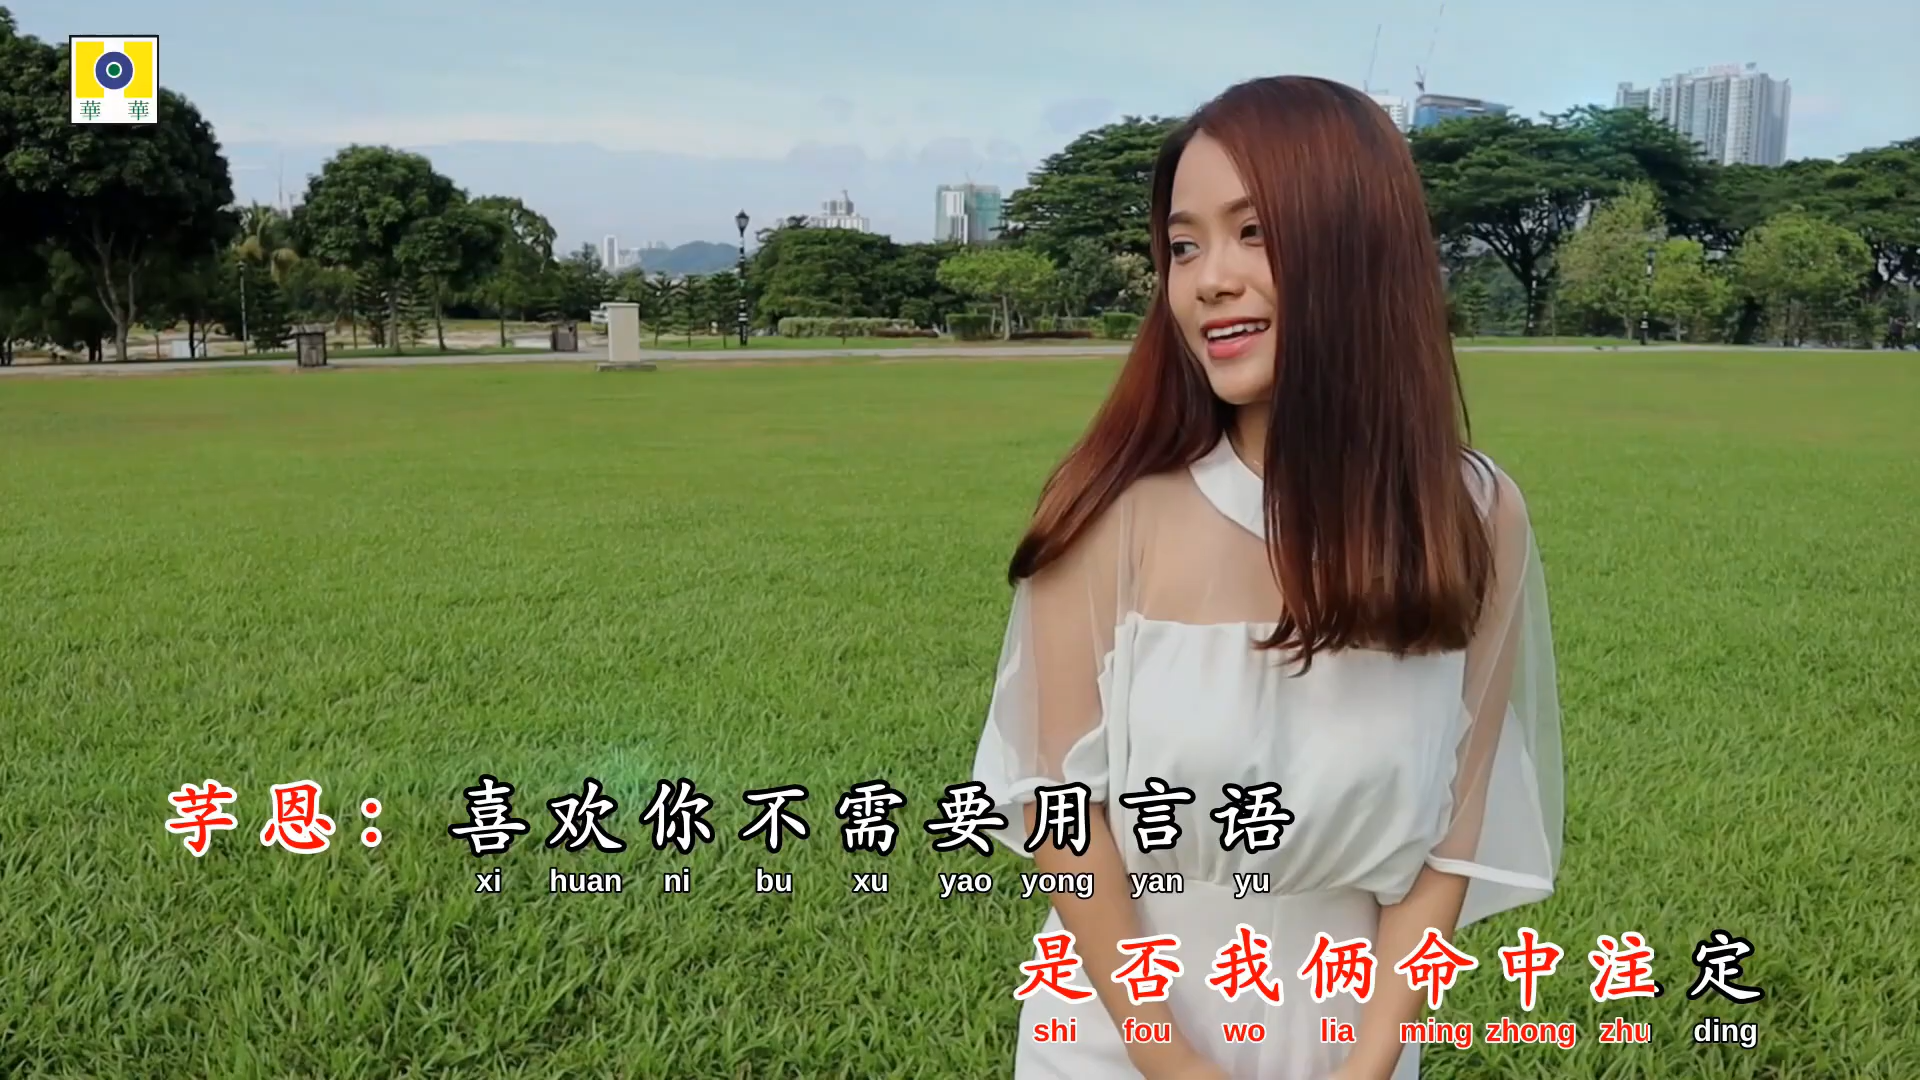 華 華
芓恩：喜欢你不需要用言语
xi huan ni bu xu yao yong yan yu
是否我俩命中注定
shi fou wo lia ming zhong zhu ding